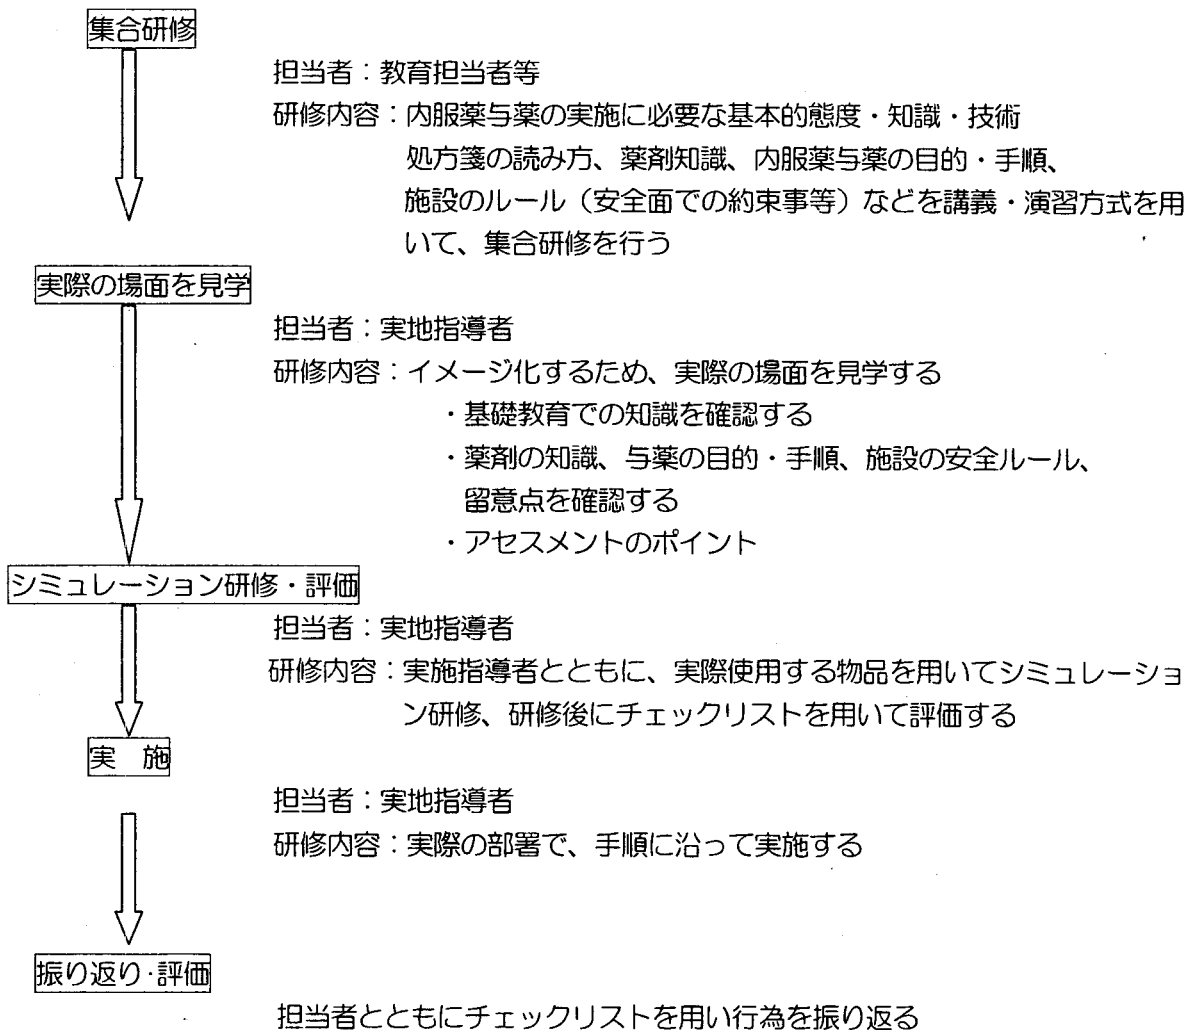 集合研修
担当者：教育担当者等
研修内容：内服薬与薬の実施に必要な基本的態度・知識・技術
処方箋の読み方、薬剤知識、内服薬与薬の目的・手順、
施設のルール（安全面での約束事等）などを講義・演習方式を用
いて、集合研修を行う
実際の場面を見学
担当者：実地指導者
研修内容：イメージ化するため、実際の場面を見学する
・基礎教育での知識を確認する
・薬剤の知識、与薬の目的・手順、施設の安全ルール、
留意点を確認する
・アセスメントのポイント
シミュレーション研修・評価
担当者：実地指導者
研修内容：実施指導者とともに、実際使用する物品を用いてシミュレーショ
ン研修、研修後にチェックリストを用いて評価する
実　施
担当者：実地指導者
研修内容：実際の部署で、手順に沿って実施する
振り返り・評価
担当者とともにチェックリストを用い行為を振り返る